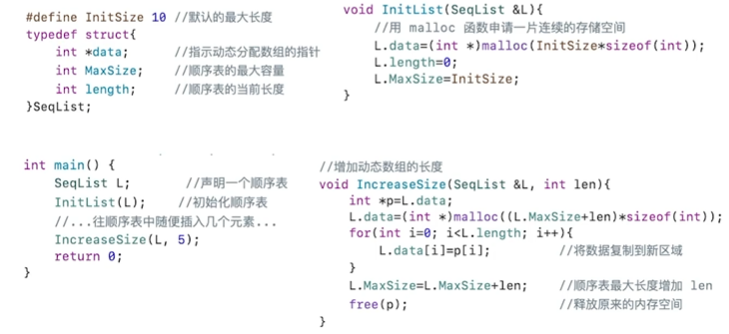 #define InitSize 10 //默认的最大长度
typedef struct{
    int *data;      //指示动态分配数组的指针
    int MaxSize;    //顺序表的最大容量
    int length;     //顺序表的当前长度
}SeqList;
void InitList(SeqList &L){
    //用 malloc 函数申请一片连续的存储空间
    L.data=(int *)malloc(InitSize*sizeof(int));
    L.length=0;
    L.MaxSize=InitSize;
}
int main() {
    SeqList L;      //声明一个顺序表
    InitList(L);    //初始化顺序表
    //...往顺序表中随便插入几个元素...
    IncreaseSize(L, 5);
    return 0;
}
//增加动态数组的长度
void IncreaseSize(SeqList &L, int len){
    int *p=L.data;
    L.data=(int *)malloc((L.MaxSize+len)*sizeof(int));
    for(int i=0; i<L.length; i++){
        L.data[i]=p[i];         //将数据复制到新区域
    }
    L.MaxSize=L.MaxSize+len;    //顺序表最大长度增加 len
    free(p);                    //释放原来的内存空间
}